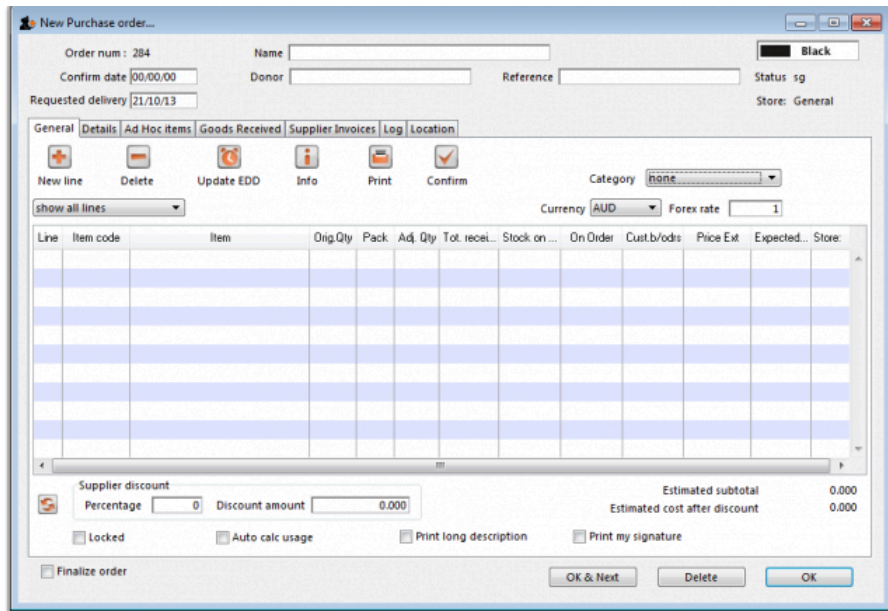 New Purchase order...
Order num : 284 Name Black
Confirm date 00/00/00 Donor Reference Status sg
Requested delivery 21/10/13 Store: General
General Details Ad Hoc items Goods Received Supplier Invoices Log Location
New line Delete Update EDD Info Print Confirm Category none
show all lines Currency AUD Forex rate 1
Line Item code Item Orig.Qty Pack Adj. Qty Tot. recei... Stock on ... On Order Cust.b/odrs Price Ext Expected... Store:
Supplier discount Estimated subtotal 0.000
Percentage 0 Discount amount 0.000 Estimated cost after discount 0.000
Locked Auto calc usage Print long description Print my signature
Finalize order OK & Next Delete OK